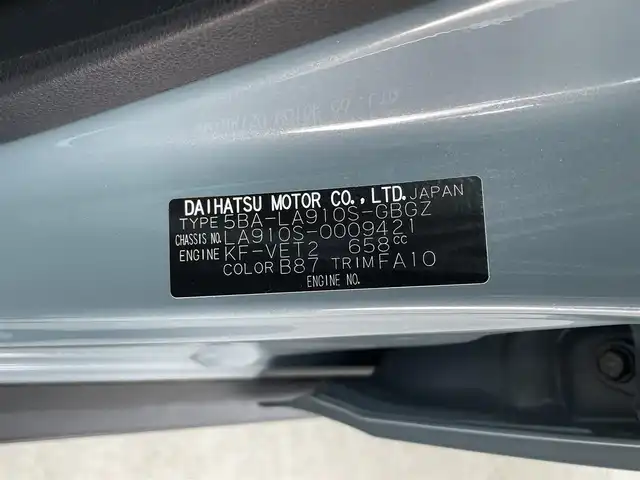 DAIHATSU MOTOR CO., LTD. JAPAN
TYPE 5BA-LA910S-GBGZ
CHASSIS NO. LA910S-0009421
ENGINE KF-VET2 658cc
COLOR B87 TRIM FA10
ENGINE NO.